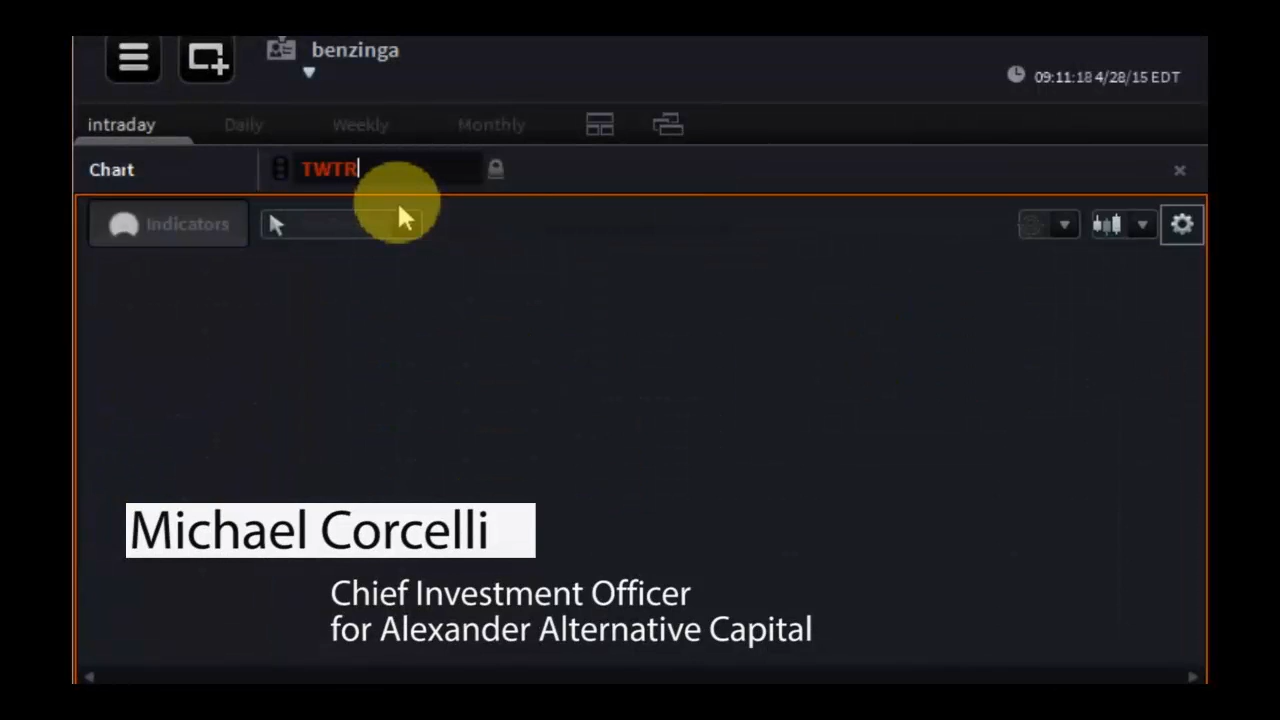 benzinga
09:11:18 4/28/15 EDT
intraday Daily Weekly Monthly
Chart TWTR
Indicators
Michael Corcelli
Chief Investment Officer
for Alexander Alternative Capital